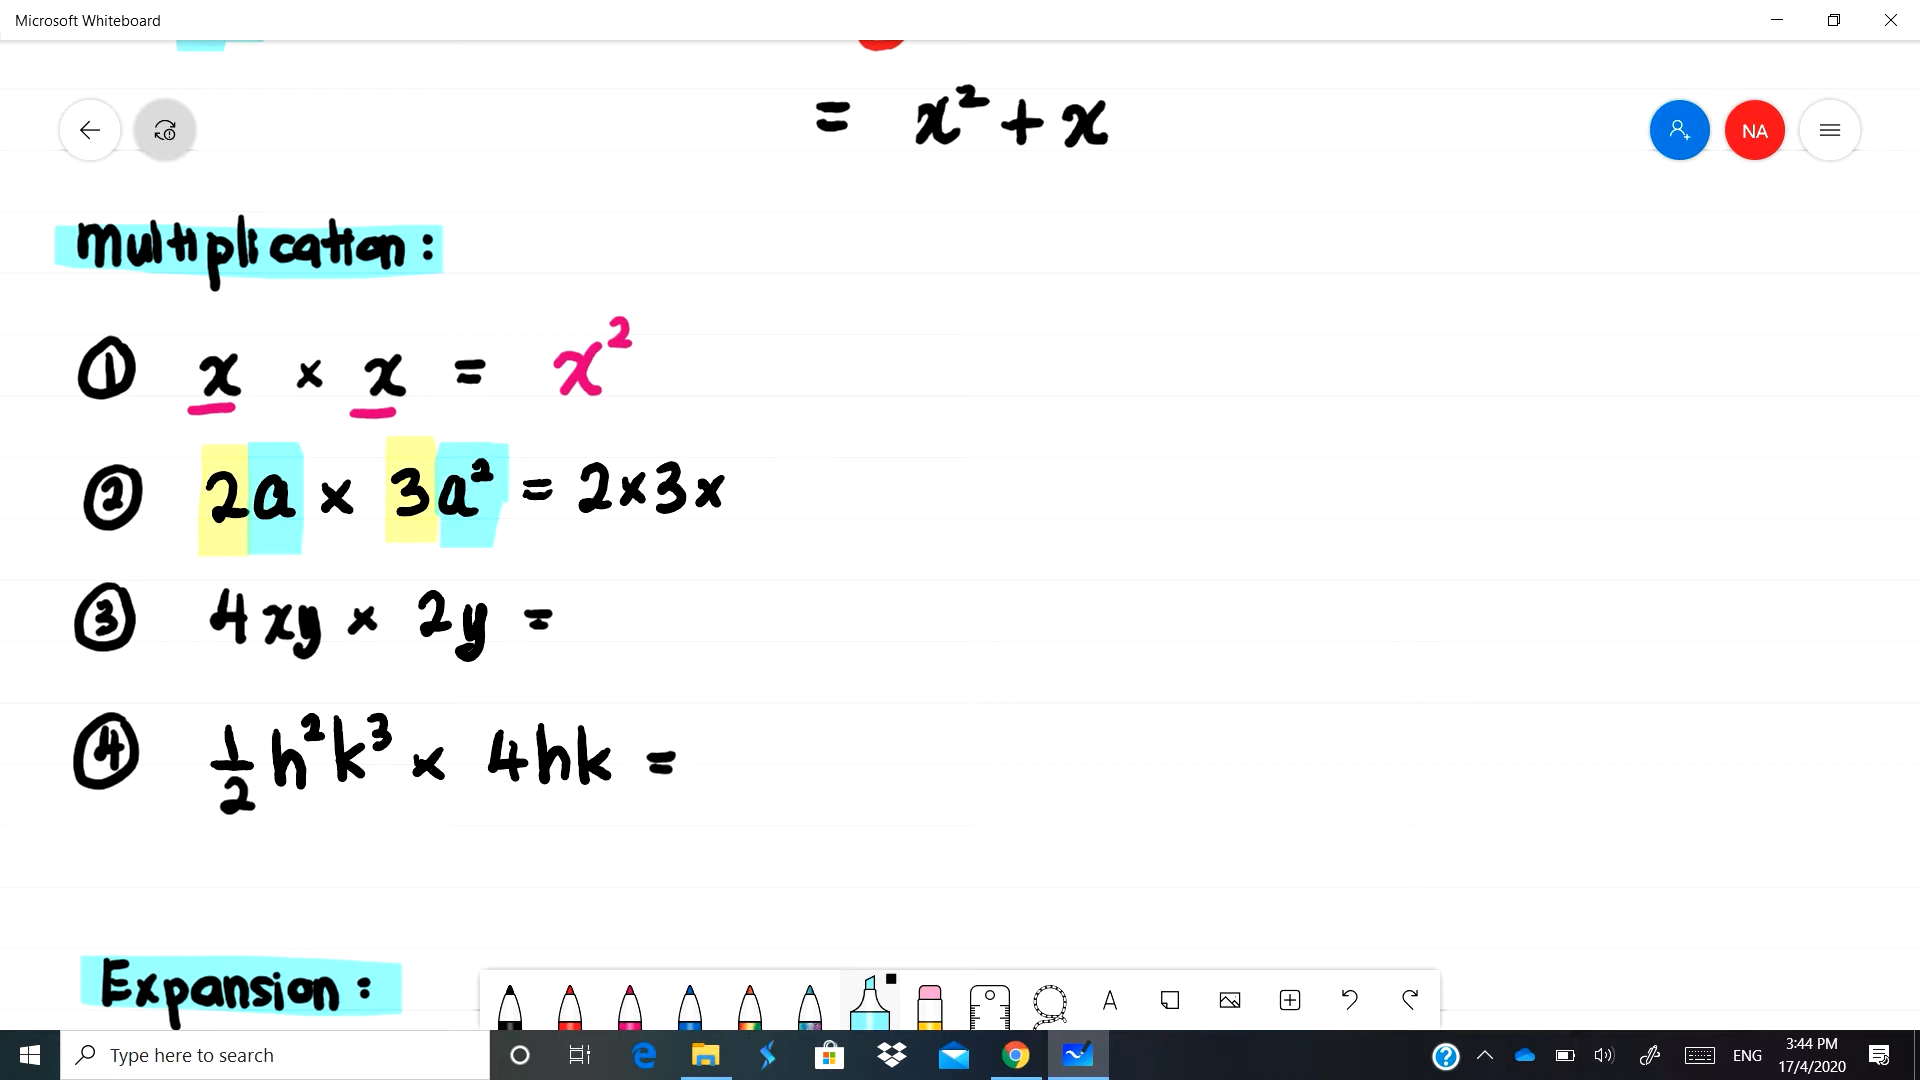 Microsoft Whiteboard
= x² + x
NA
Multiplication:
① x × x = x²
② 2a × 3a² = 2×3×
③ 4xy × 2y =
④ ½h²k³ × 4hk =
Expansion:
Type here to search
ENG
3:44 PM
17/4/2020